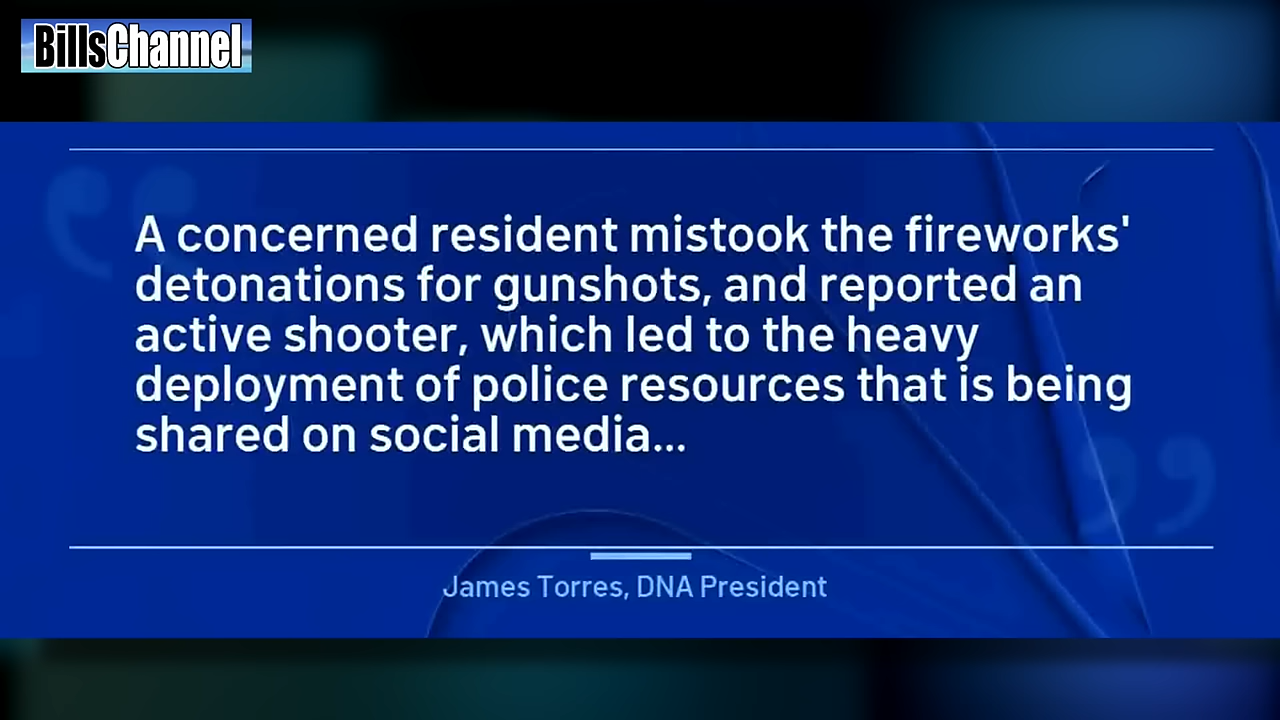 BillsChannel
A concerned resident mistook the fireworks'
detonations for gunshots, and reported an
active shooter, which led to the heavy
deployment of police resources that is being
shared on social media...
James Torres, DNA President